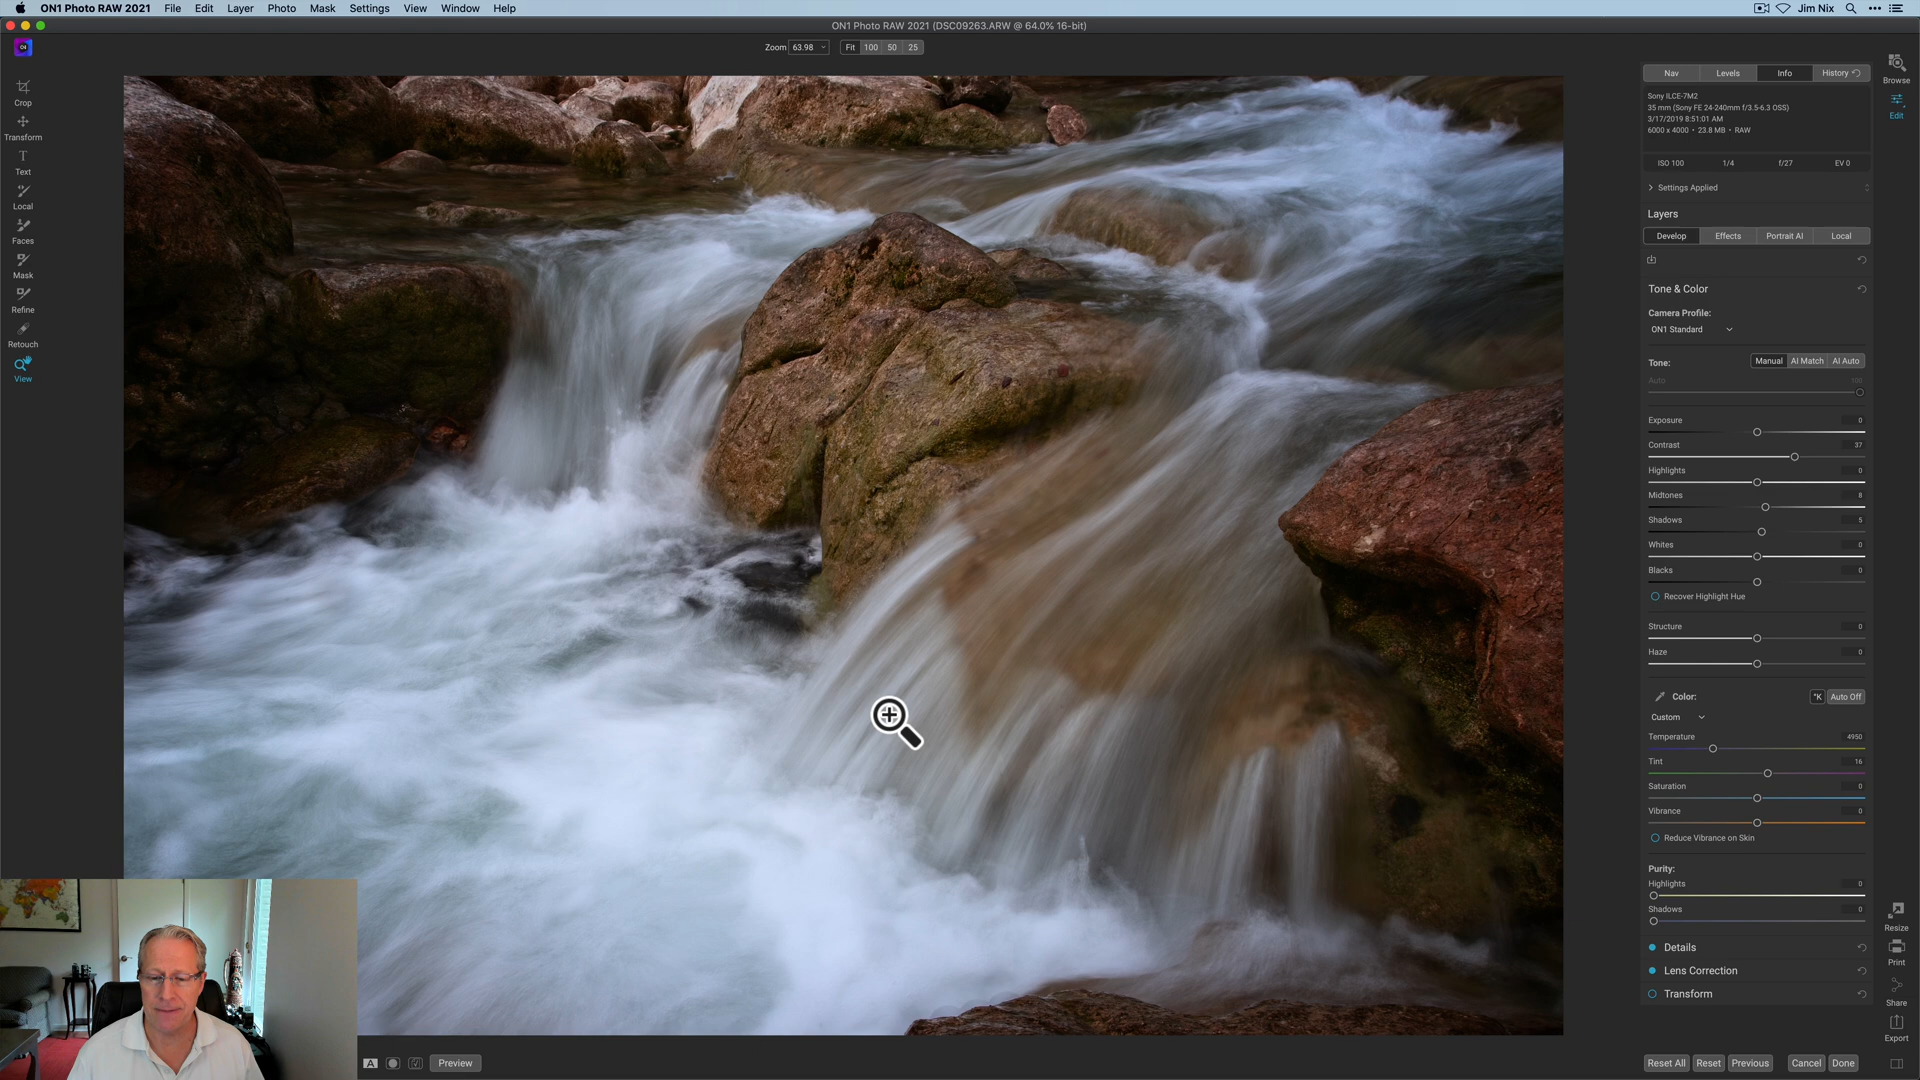 ON1 Photo RAW 2021 File Edit Layer Photo Mask Settings View Window Help Jim Nix
ON1 Photo RAW 2021 (DSC09263.ARW @ 64.0% 16-bit)
Zoom 63.98 Fit 100 50 25
Crop
Transform
Text
Local
Faces
Mask
Refine
Retouch
View
Nav Levels Info History
Sony ILCE-7M2
35 mm (Sony FE 24-240mm f/3.5-6.3 OSS)
3/17/2019 8:51:01 AM
6000 x 4000 • 23.8 MB • RAW
ISO 100 1/4 f/27 EV 0
Settings Applied
Layers
Develop Effects Portrait AI Local
Tone & Color
Camera Profile:
ON1 Standard
Tone: Manual AI Match AI Auto
Auto 100
Exposure 0
Contrast 37
Highlights 0
Midtones 8
Shadows 5
Whites 0
Blacks 0
Recover Highlight Hue
Structure 0
Haze 0
Color: °K Auto Off
Custom
Temperature 4950
Tint 16
Saturation 0
Vibrance 0
Reduce Vibrance on Skin
Purity:
Highlights 0
Shadows 0
Details
Lens Correction
Transform
Browse
Edit
Resize
Print
Share
Export
A Preview
Reset All Reset Previous Cancel Done